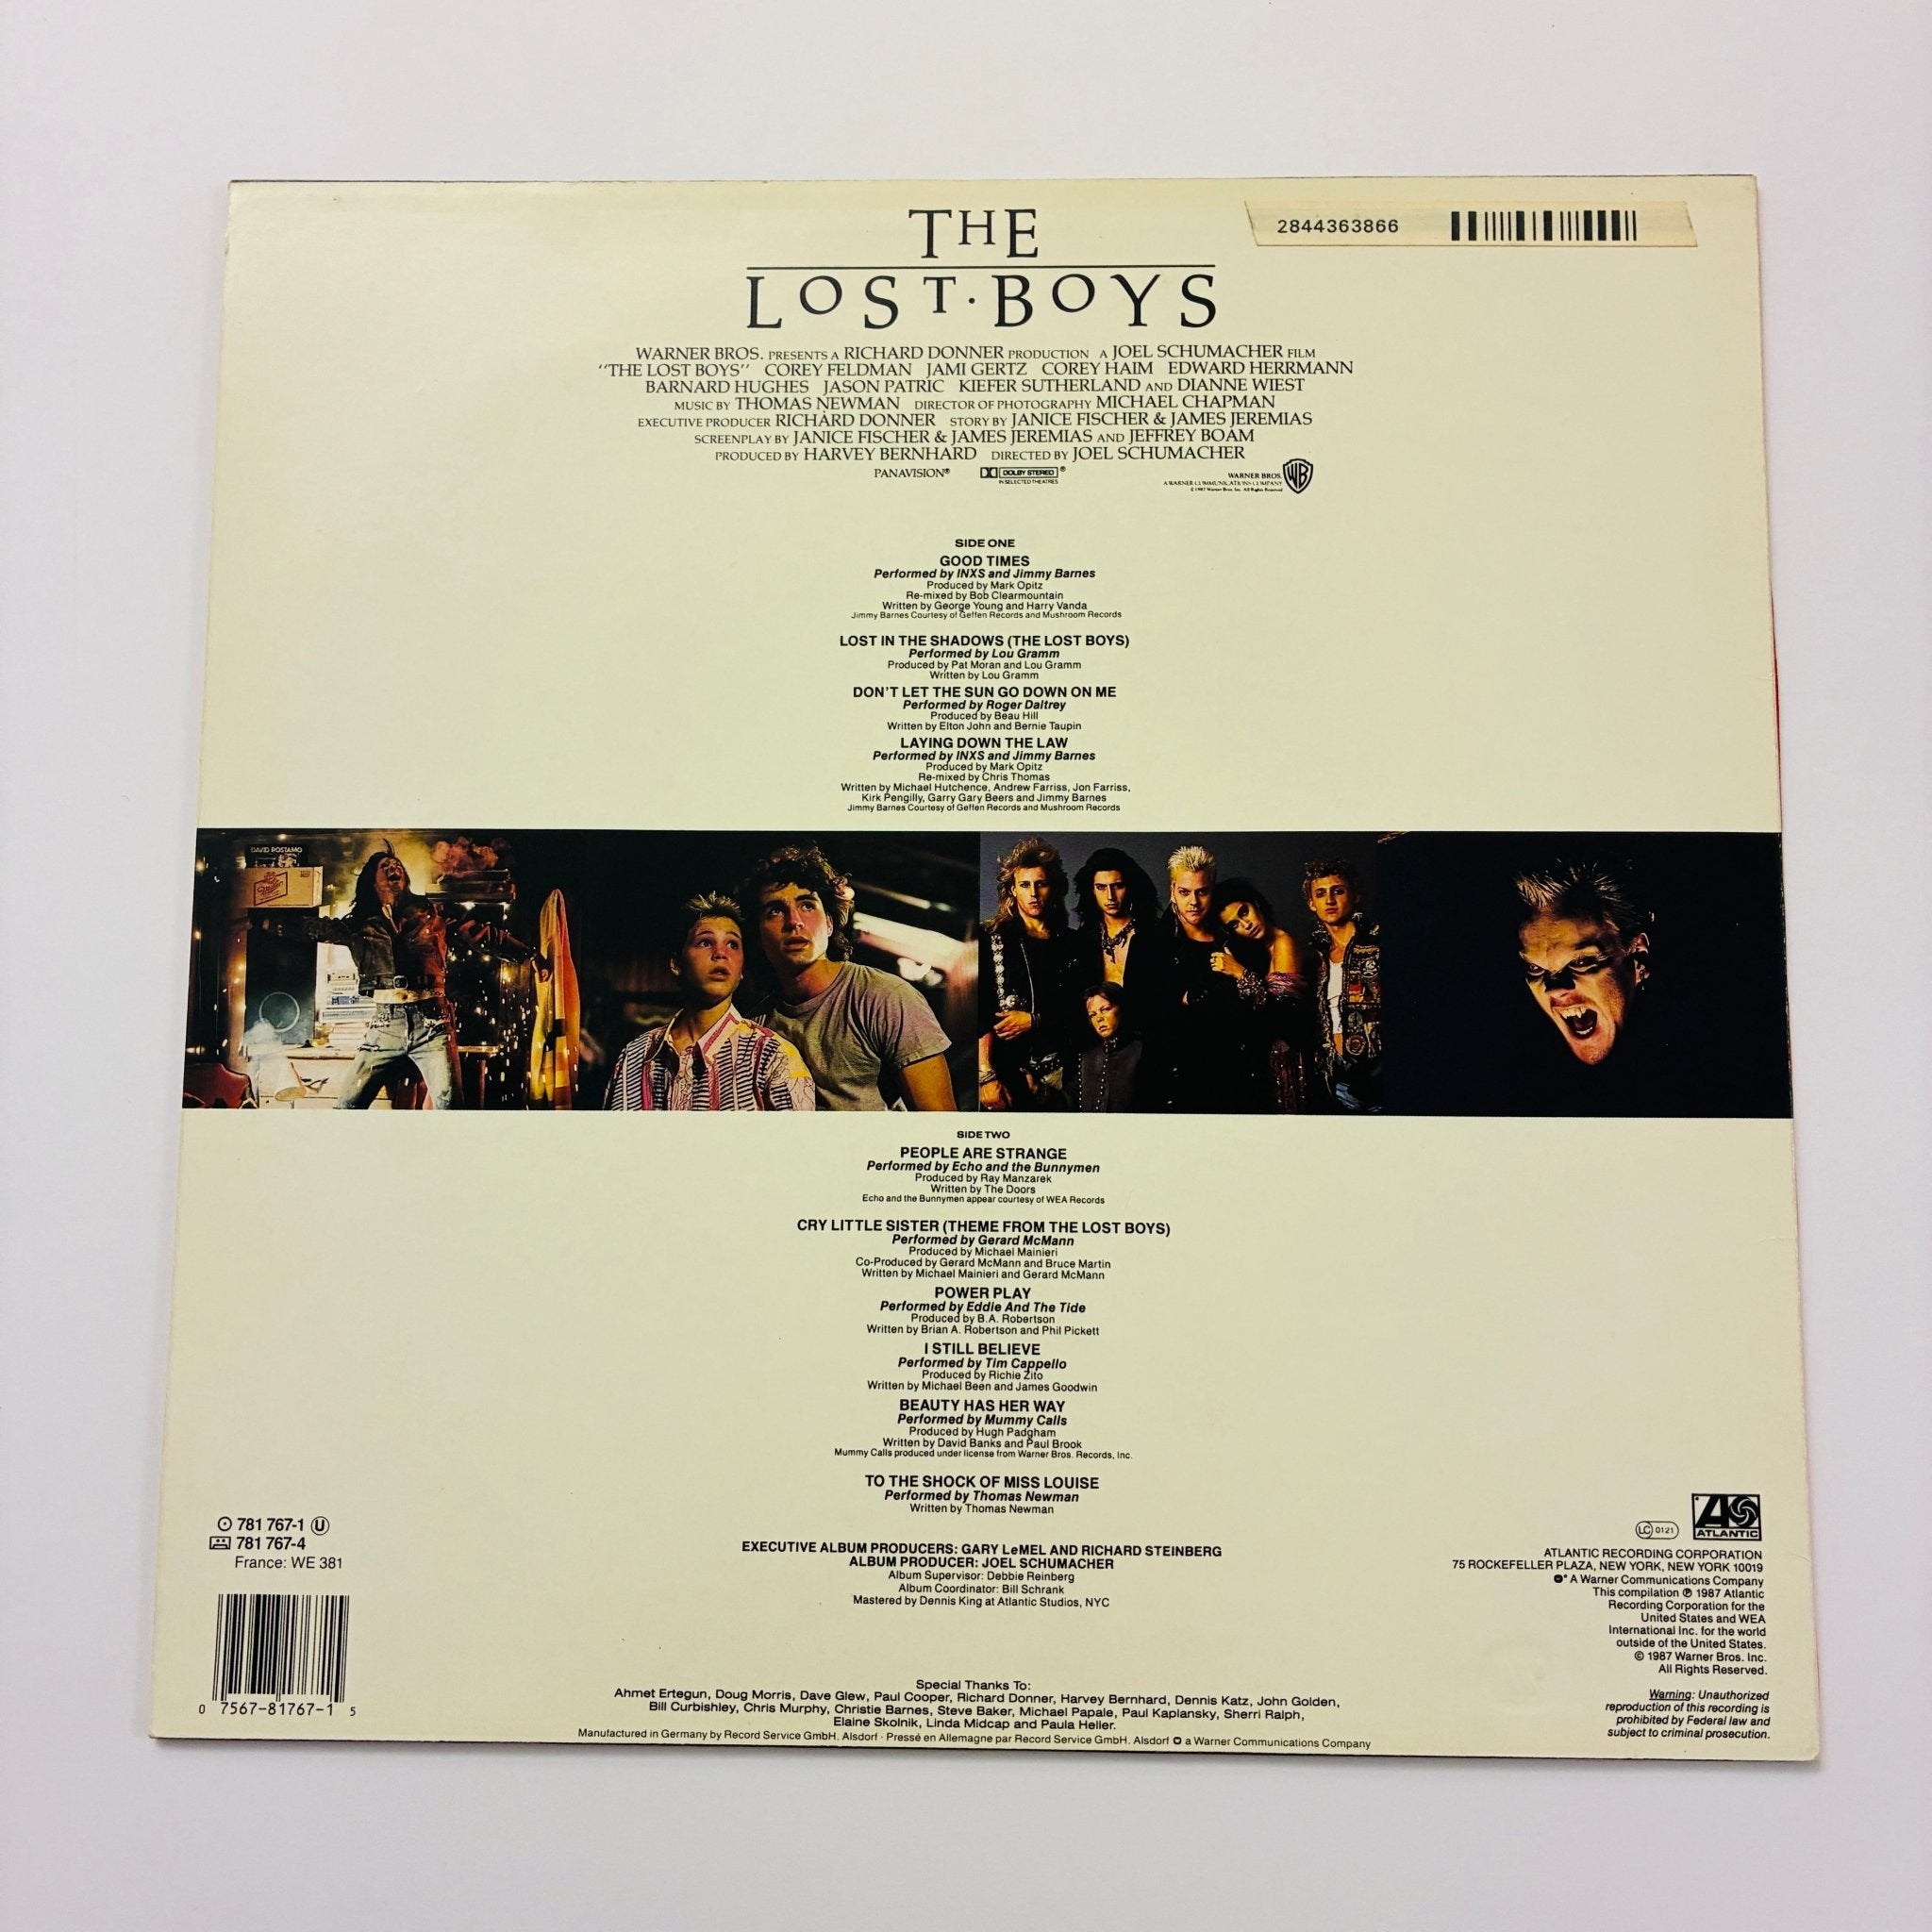 THE
LOST·BOYS
2844363866
WARNER BROS. PRESENTS A RICHARD DONNER PRODUCTION A JOEL SCHUMACHER FILM
"THE LOST BOYS" COREY FELDMAN JAMI GERTZ COREY HAIM EDWARD HERRMANN
BARNARD HUGHES JASON PATRIC KIEFER SUTHERLAND AND DIANNE WIEST
MUSIC BY THOMAS NEWMAN DIRECTOR OF PHOTOGRAPHY MICHAEL CHAPMAN
EXECUTIVE PRODUCER RICHARD DONNER STORY BY JANICE FISCHER & JAMES JEREMIAS
SCREENPLAY BY JANICE FISCHER & JAMES JEREMIAS AND JEFFREY BOAM
PRODUCED BY HARVEY BERNHARD DIRECTED BY JOEL SCHUMACHER
PANAVISION® DOLBY STEREO ®
IN SELECTED THEATRES
WARNER BROS. WB
A WARNER COMMUNICATIONS COMPANY
© 1987 Warner Bros. Inc. All Rights Reserved
SIDE ONE
GOOD TIMES
Performed by INXS and Jimmy Barnes
Produced by Mark Opitz
Re-mixed by Bob Clearmountain
Written by George Young and Harry Vanda
Jimmy Barnes Courtesy of Geffen Records and Mushroom Records
LOST IN THE SHADOWS (THE LOST BOYS)
Performed by Lou Gramm
Produced by Pat Moran and Lou Gramm
Written by Lou Gramm
DON'T LET THE SUN GO DOWN ON ME
Performed by Roger Daltrey
Produced by Beau Hill
Written by Elton John and Bernie Taupin
LAYING DOWN THE LAW
Performed by INXS and Jimmy Barnes
Produced by Mark Opitz
Re-mixed by Chris Thomas
Written by Michael Hutchence, Andrew Farriss, Jon Farriss,
Kirk Pengilly, Garry Gary Beers and Jimmy Barnes
Jimmy Barnes Courtesy of Geffen Records and Mushroom Records
Miller
SIDE TWO
PEOPLE ARE STRANGE
Performed by Echo and the Bunnymen
Produced by Ray Manzarek
Written by The Doors
Echo and the Bunnymen appear courtesy of WEA Records
CRY LITTLE SISTER (THEME FROM THE LOST BOYS)
Performed by Gerard McMann
Produced by Michael Mainieri
Co-Produced by Gerard McMann and Bruce Martin
Written by Michael Mainieri and Gerard McMann
POWER PLAY
Performed by Eddie And The Tide
Produced by B.A. Robertson
Written by Brian A. Robertson and Phil Pickett
I STILL BELIEVE
Performed by Tim Cappello
Produced by Richie Zito
Written by Michael Been and James Goodwin
BEAUTY HAS HER WAY
Performed by Mummy Calls
Produced by Hugh Padgham
Written by David Banks and Paul Brook
Mummy Calls produced under license from Warner Bros. Records, Inc.
TO THE SHOCK OF MISS LOUISE
Performed by Thomas Newman
Written by Thomas Newman
EXECUTIVE ALBUM PRODUCERS: GARY LeMEL AND RICHARD STEINBERG
ALBUM PRODUCER: JOEL SCHUMACHER
Album Supervisor: Debbie Reinberg
Album Coordinator: Bill Schrank
Mastered by Dennis King at Atlantic Studios, NYC
781 767-1 Ⓤ
781 767-4
France: WE 381
0 7567-81767-1 5
LC 0121
ATLANTIC
ATLANTIC RECORDING CORPORATION
75 ROCKEFELLER PLAZA, NEW YORK, NEW YORK 10019
A Warner Communications Company
This compilation ℗ 1987 Atlantic
Recording Corporation for the
United States and WEA
International Inc. for the world
outside of the United States.
© 1987 Warner Bros. Inc.
All Rights Reserved.
Warning: Unauthorized
reproduction of this recording is
prohibited by Federal law and
subject to criminal prosecution.
Special Thanks To:
Ahmet Ertegun, Doug Morris, Dave Glew, Paul Cooper, Richard Donner, Harvey Bernhard, Dennis Katz, John Golden,
Bill Curbishley, Chris Murphy, Christie Barnes, Steve Baker, Michael Papale, Paul Kaplansky, Sherri Ralph,
Elaine Skolnik, Linda Midcap and Paula Heller.
Manufactured in Germany by Record Service GmbH. Alsdorf · Pressé en Allemagne par Record Service GmbH. Alsdorf a Warner Communications Company